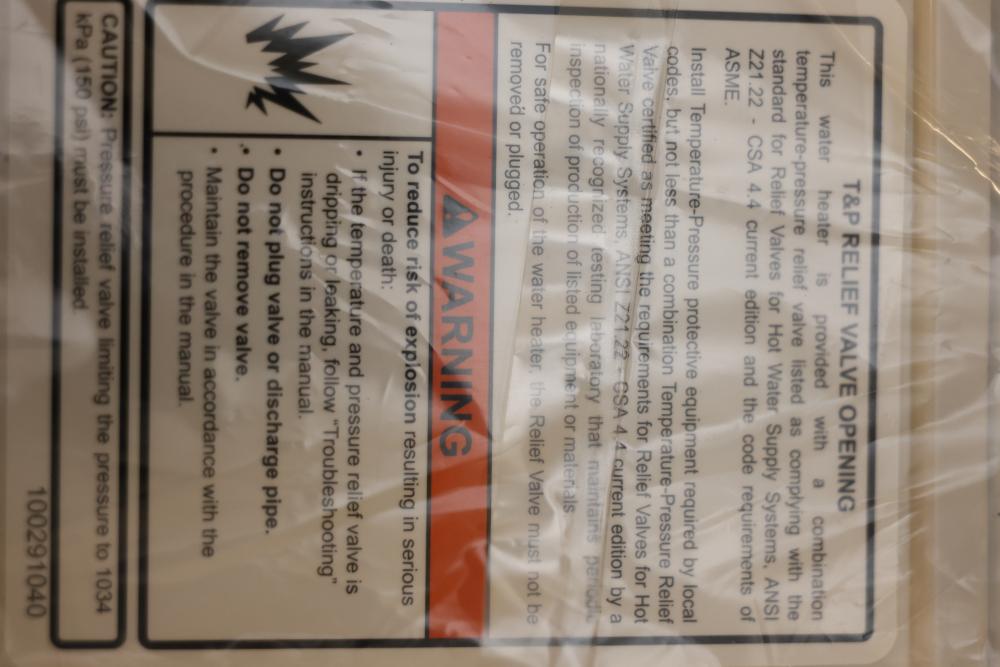 T&P RELIEF VALVE OPENING
This water heater is provided with a combination
temperature-pressure relief valve listed as complying with the
standard for Relief Valves for Hot Water Supply Systems, ANSI
Z21.22 - CSA 4.4 current edition and the code requirements of
ASME.
Install Temperature-Pressure protective equipment required by local
codes, but not less than a combination Temperature-Pressure Relief
Valve certified as meeting the requirements for Relief Valves for Hot
Water Supply Systems, ANSI Z21.22 - CSA 4.4 current edition by a
nationally recognized testing laboratory that maintains periodic
inspection of production of listed equipment or materials
For safe operation of the water heater, the Relief Valve must not be
removed or plugged.
WARNING
To reduce risk of explosion resulting in serious
injury or death:
• If the temperature and pressure relief valve is
dripping or leaking, follow "Troubleshooting"
instructions in the manual.
• Do not plug valve or discharge pipe.
• Do not remove valve.
• Maintain the valve in accordance with the
procedure in the manual.
CAUTION: Pressure relief valve limiting the pressure to 1034
kPa (150 psi) must be installed.
100291040